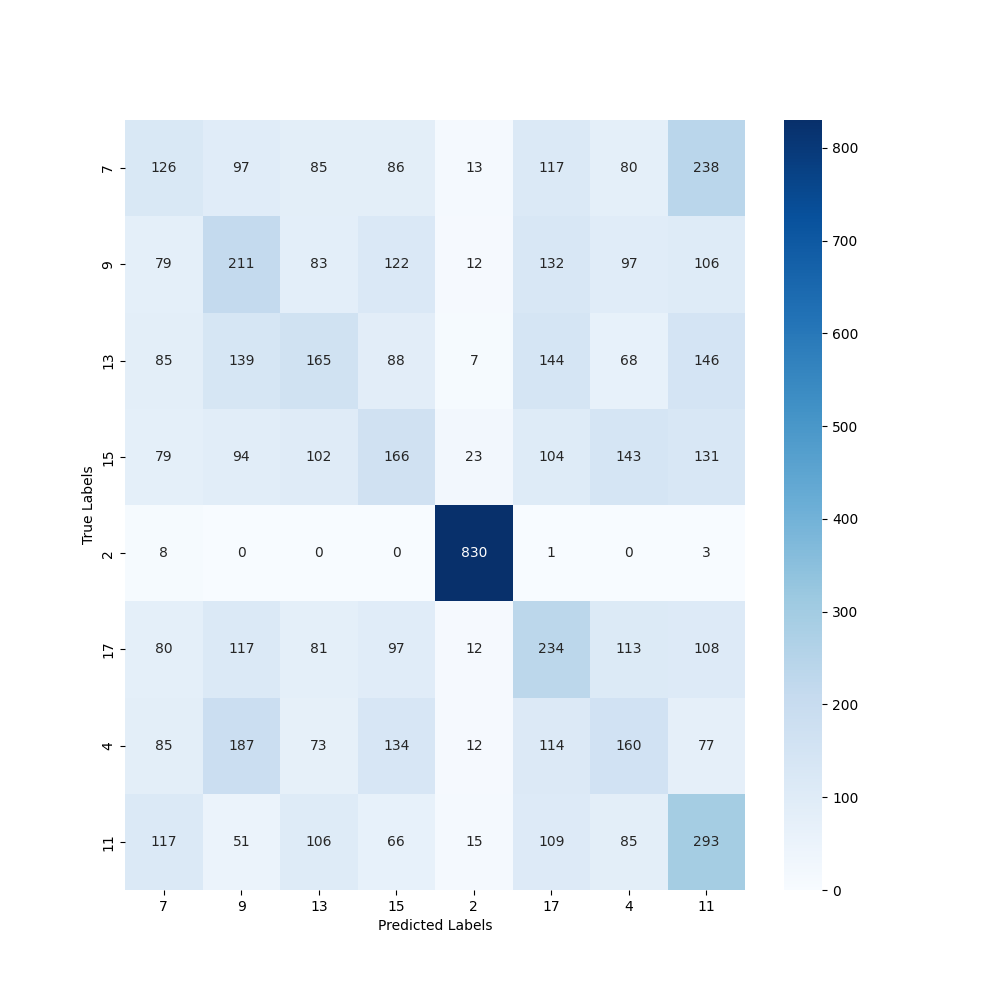 7 126 97 85 86 13 117 80 238
9 79 211 83 122 12 132 97 106
13 85 139 165 88 7 144 68 146
15 79 94 102 166 23 104 143 131
2 8 0 0 0 830 1 0 3
17 80 117 81 97 12 234 113 108
4 85 187 73 134 12 114 160 77
11 117 51 106 66 15 109 85 293
7 9 13 15 2 17 4 11
Predicted Labels
True Labels
800
700
600
500
400
300
200
100
0